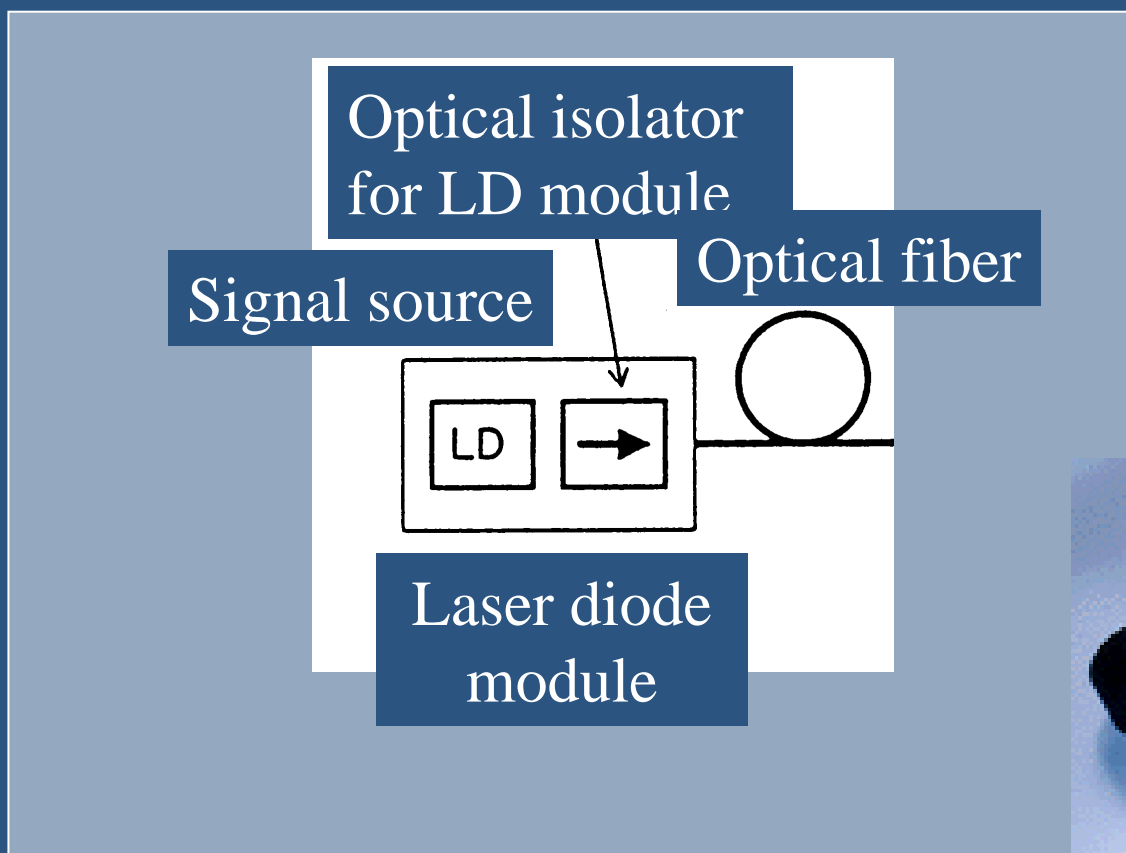 Optical isolator
for LD module
Optical fiber
Signal source
LD
Laser diode
module